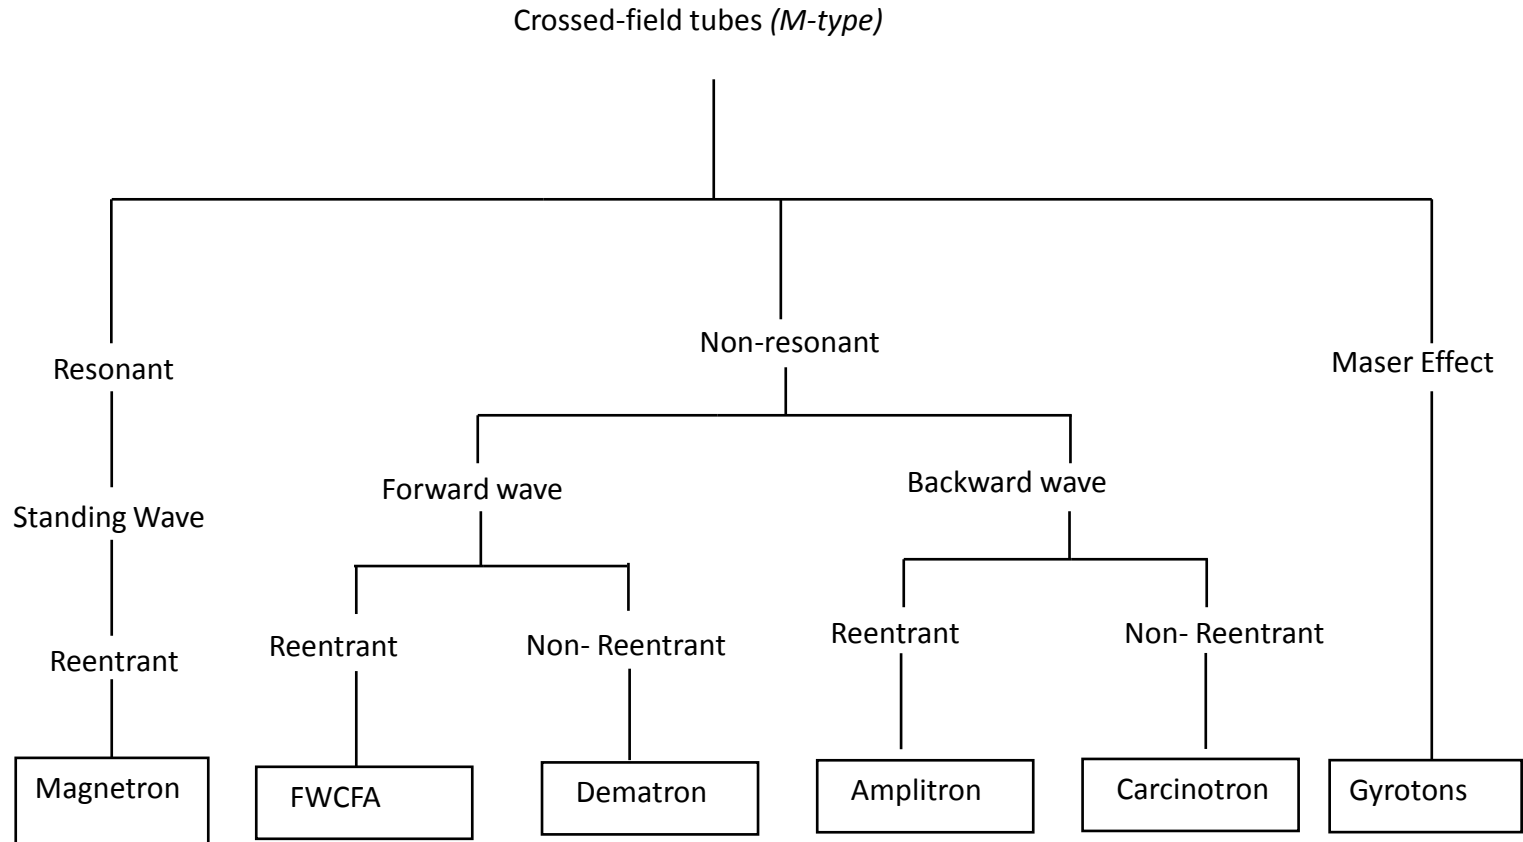 Crossed-field tubes (M-type)
Non-resonant
Resonant
Maser Effect
Forward wave
Backward wave
Standing Wave
Reentrant
Reentrant
Non- Reentrant
Reentrant
Non- Reentrant
Magnetron
FWCFA
Dematron
Amplitron
Carcinotron
Gyrotons